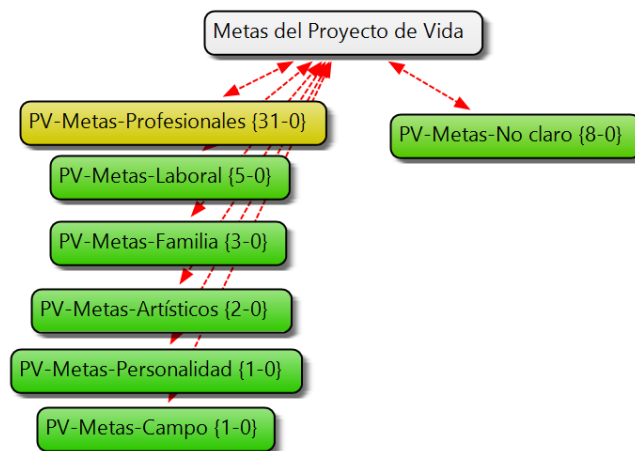 Metas del Proyecto de Vida
PV-Metas-Profesionales {31-0}
PV-Metas-No claro {8-0}
PV-Metas-Laboral {5-0}
PV-Metas-Familia {3-0}
PV-Metas-Artísticos {2-0}
PV-Metas-Personalidad {1-0}
PV-Metas-Campo {1-0}